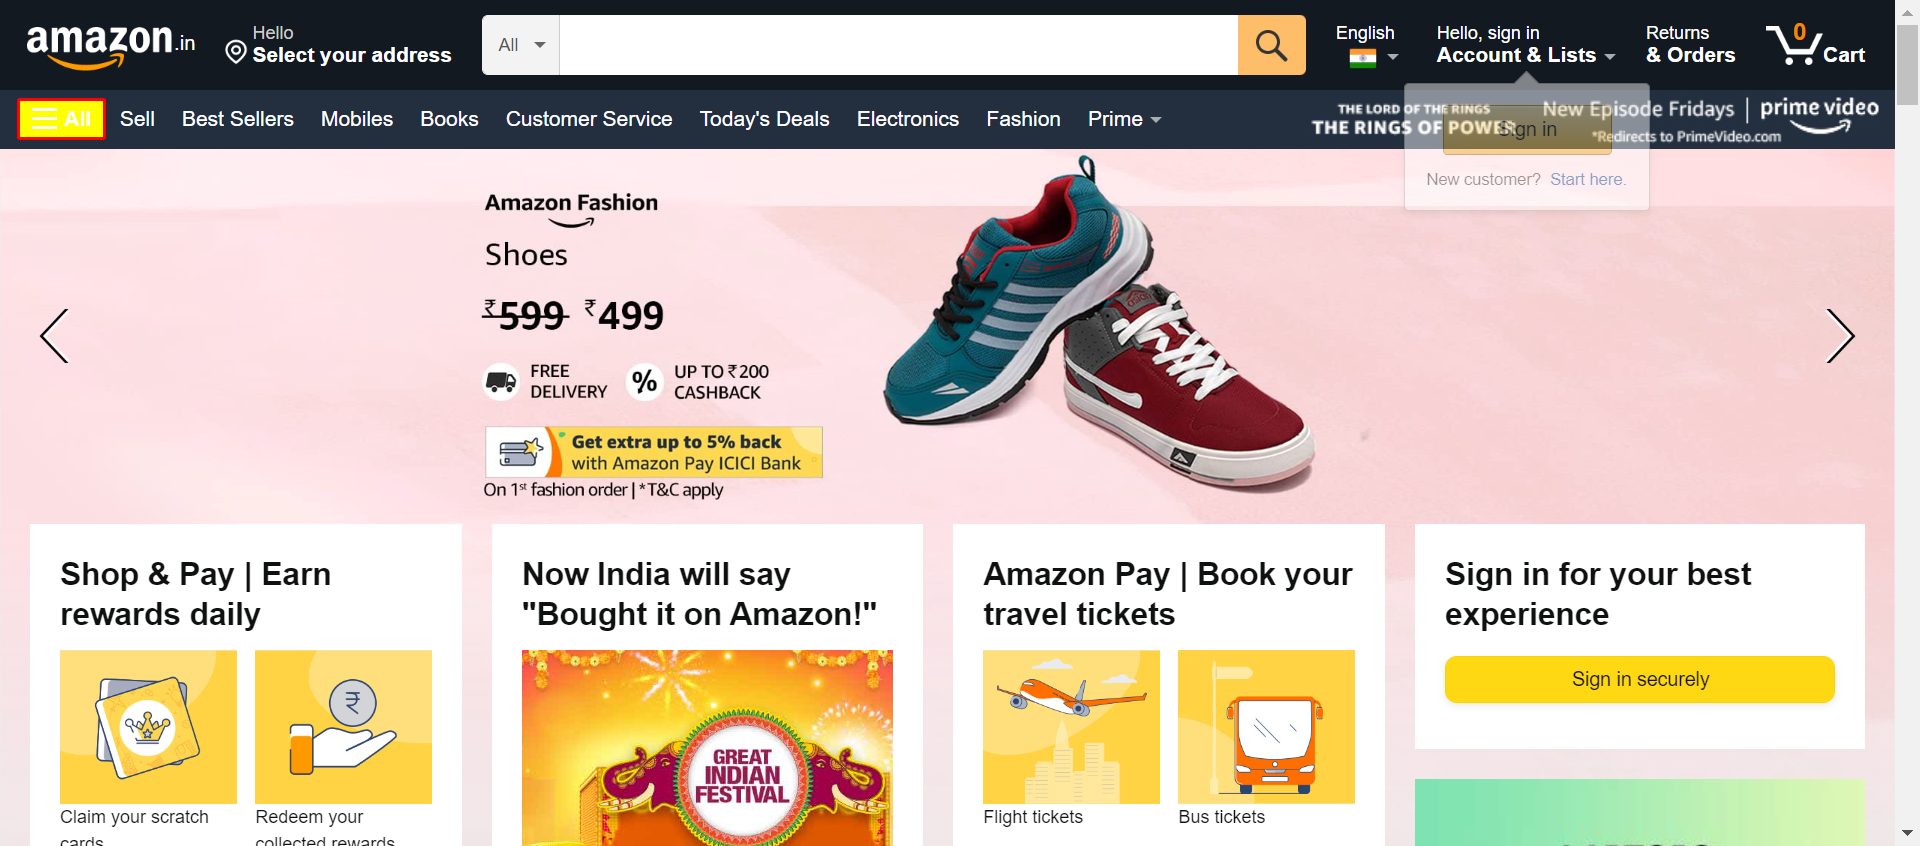 amazon.in
Hello
Select your address
All
English
Hello, sign in
Account & Lists
Returns
& Orders
0
Cart
All
Sell
Best Sellers
Mobiles
Books
Customer Service
Today's Deals
Electronics
Fashion
Prime
THE LORD OF THE RINGS
THE RINGS OF POWER
New Episode Fridays
*Redirects to PrimeVideo.com
prime video
Sign in
New customer? Start here.
Amazon Fashion
Shoes
₹599 ₹499
FREE
DELIVERY
%
UP TO ₹200
CASHBACK
Get extra up to 5% back
with Amazon Pay ICICI Bank
On 1st fashion order | *T&C apply
Shop & Pay | Earn
rewards daily
₹
Claim your scratch
cards
Redeem your
collected rewards
Now India will say
"Bought it on Amazon!"
GREAT
INDIAN
FESTIVAL
Amazon Pay | Book your
travel tickets
Flight tickets
Bus tickets
Sign in for your best
experience
Sign in securely